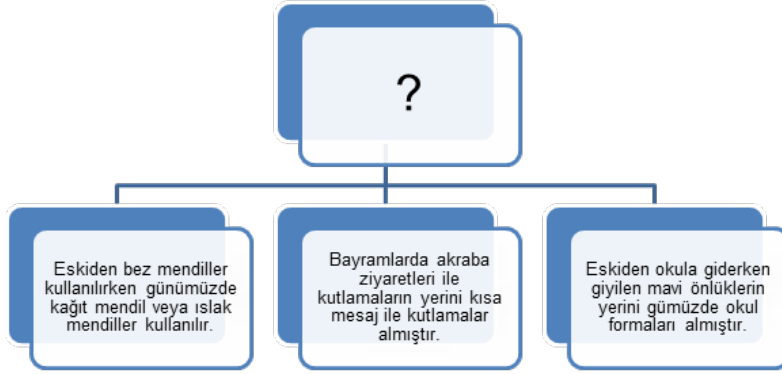 ?
Eskiden bez mendiller
kullanılırken günümüzde
kağıt mendil veya ıslak
mendiller kullanılır.
Bayramlarda akraba
ziyaretleri ile
kutlamaların yerini kısa
mesaj ile kutlamalar
almıştır.
Eskiden okula giderken
giyilen mavi önlüklerin
yerini gümüzde okul
formaları almıştır.